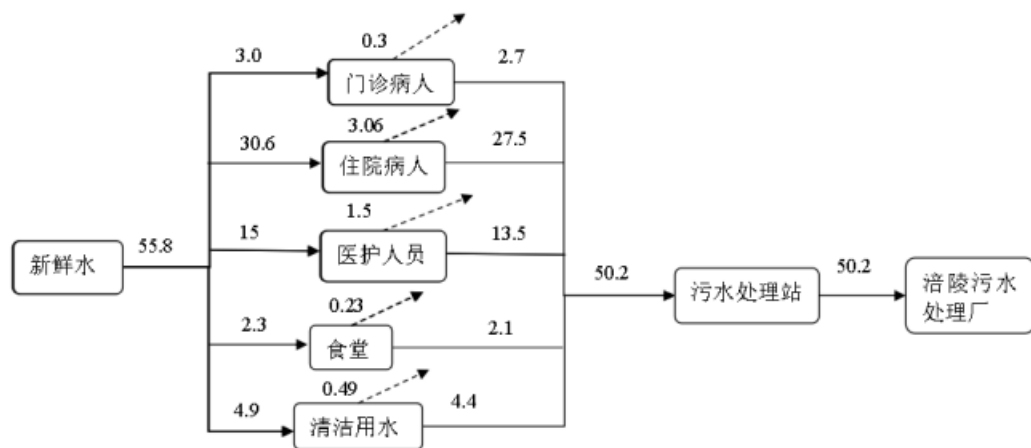 0.3
3.0
2.7
门诊病人
3.06
30.6
27.5
住院病人
1.5
15
13.5
医护人员
55.8
新鲜水
50.2
50.2
污水处理站
涪陵污水
处理厂
0.23
2.3
2.1
食堂
0.49
4.9
4.4
清洁用水